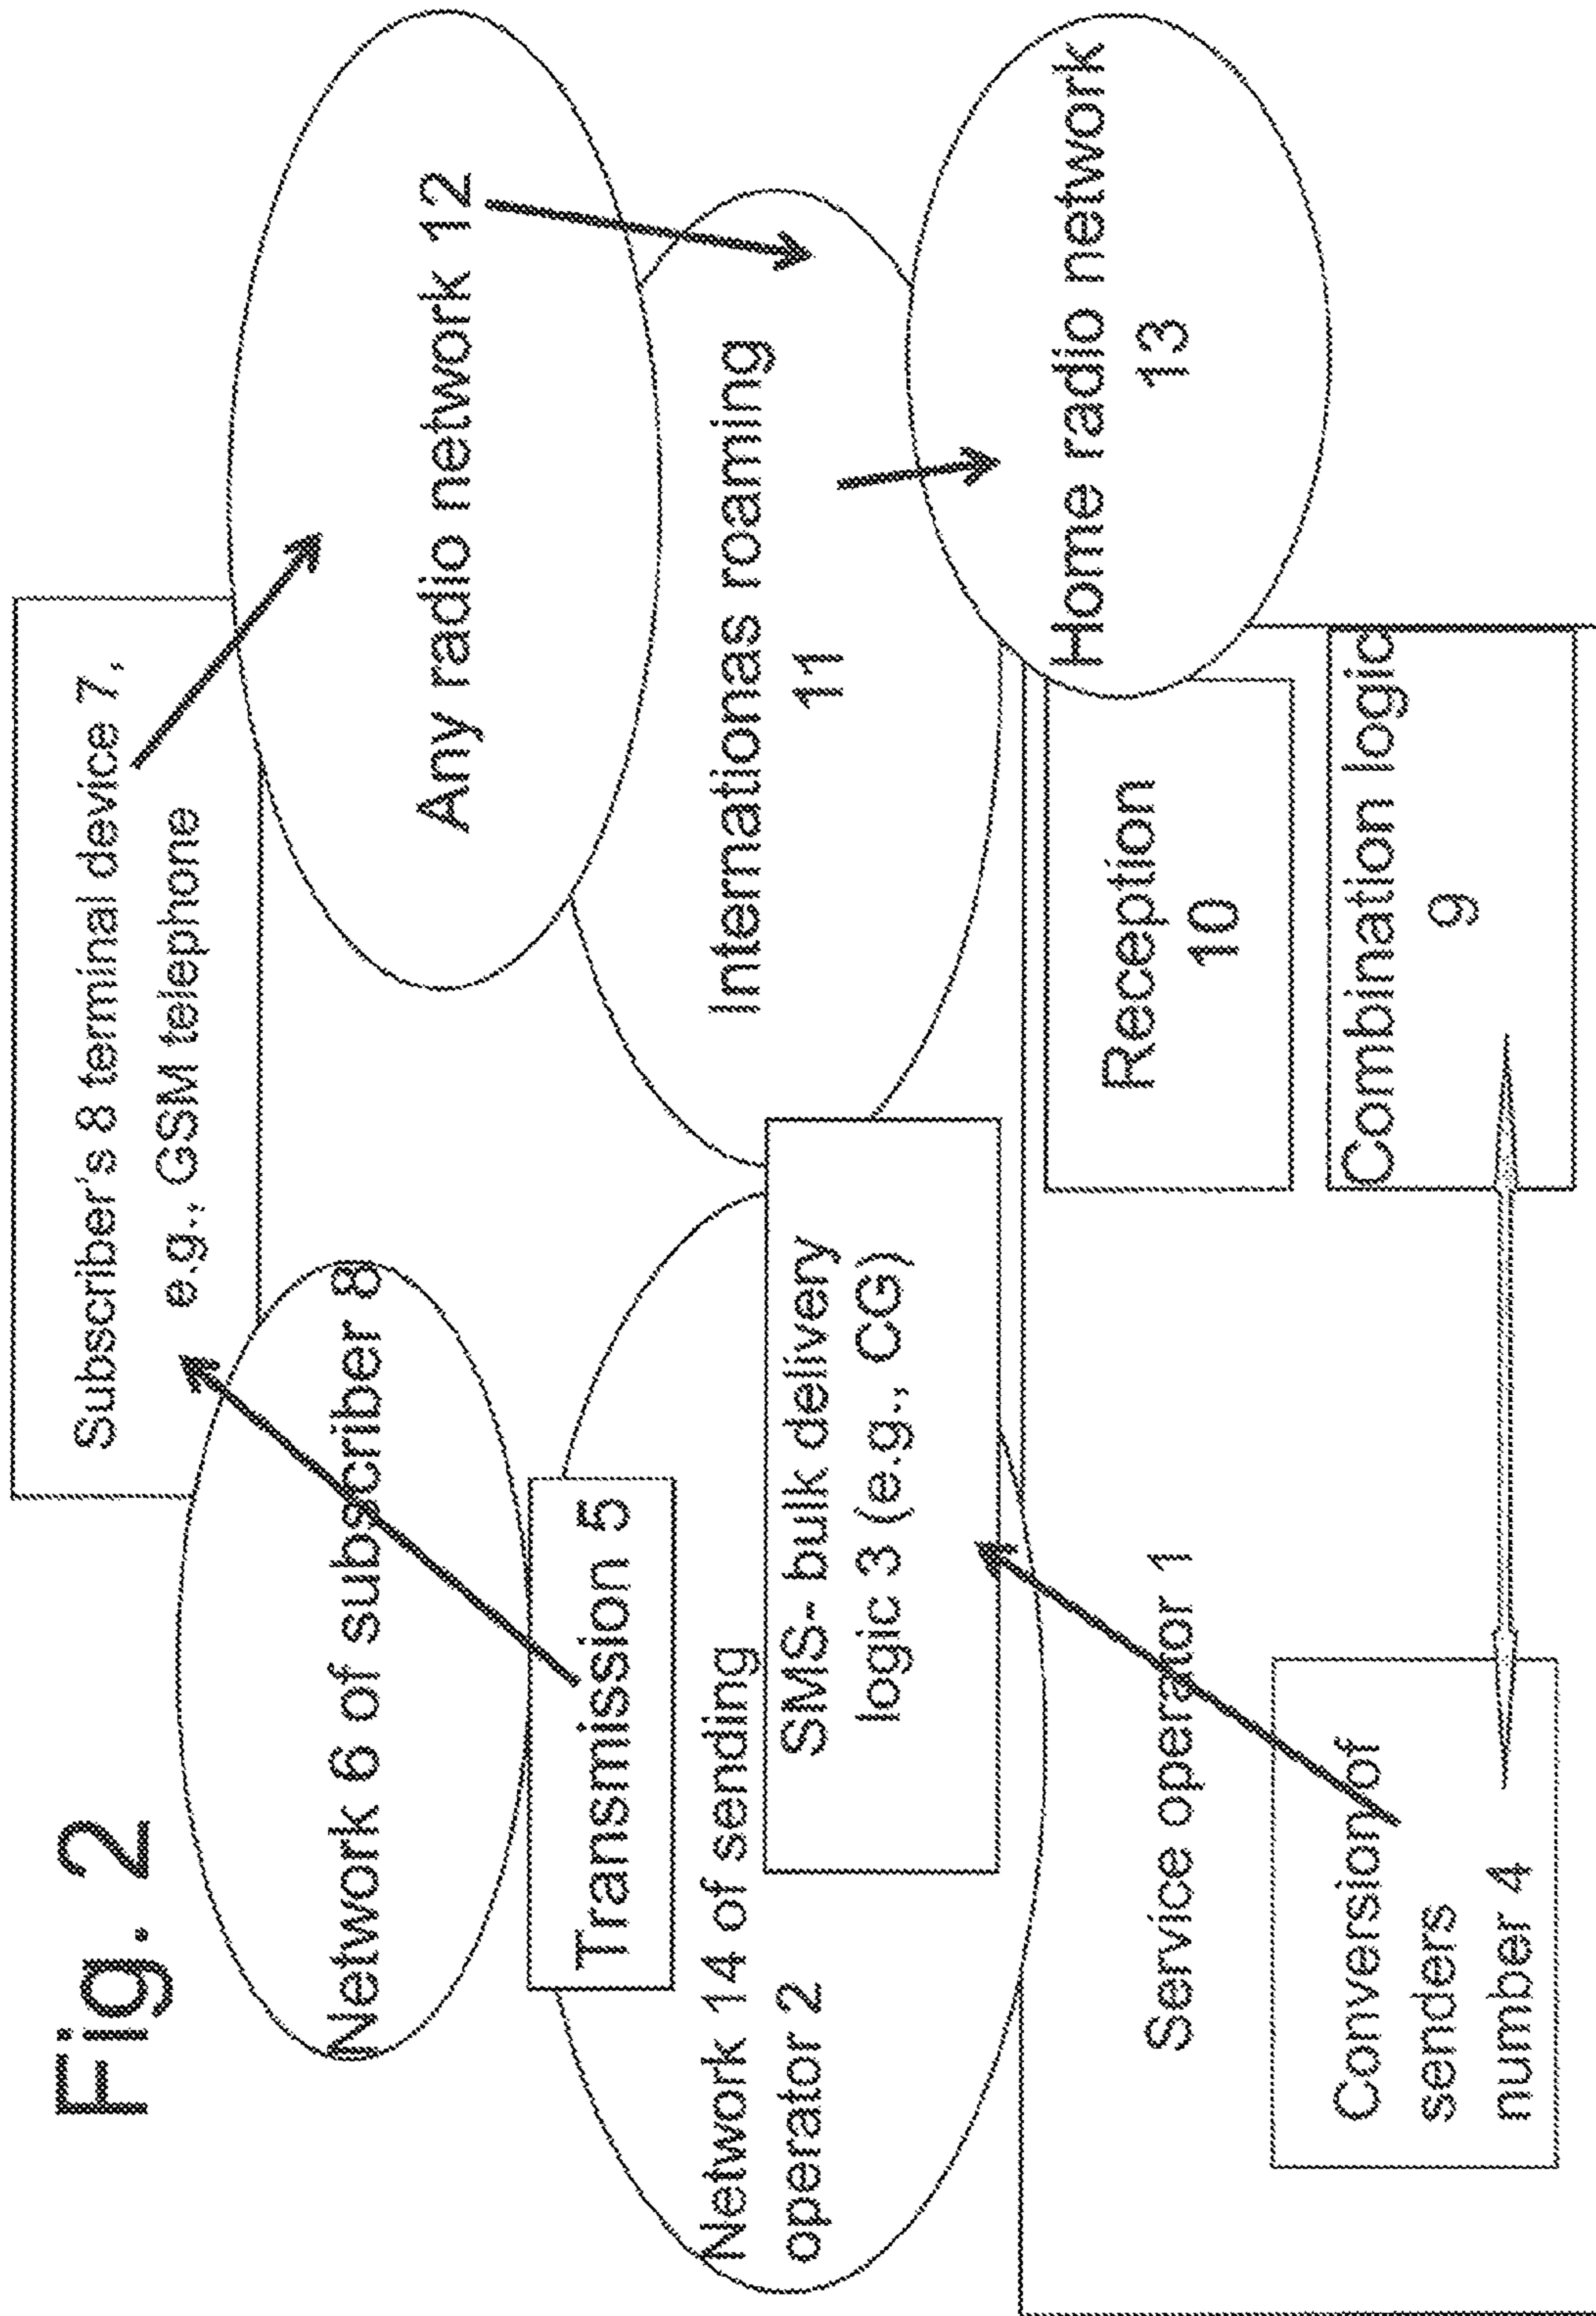 Fig. 2
Subscriber's 8 terminal device 7,
e.g., GSM telephone
Network 6 of subscriber 8
Any radio network 12
Transmission 5
Network 14 of sending
operator 2
SMS- bulk delivery
logic 3 (e.g., CG)
Internationas roaming
11
Home radio network
13
Service operator 1
Reception
10
Conversion of
senders
number 4
Combination logic
9